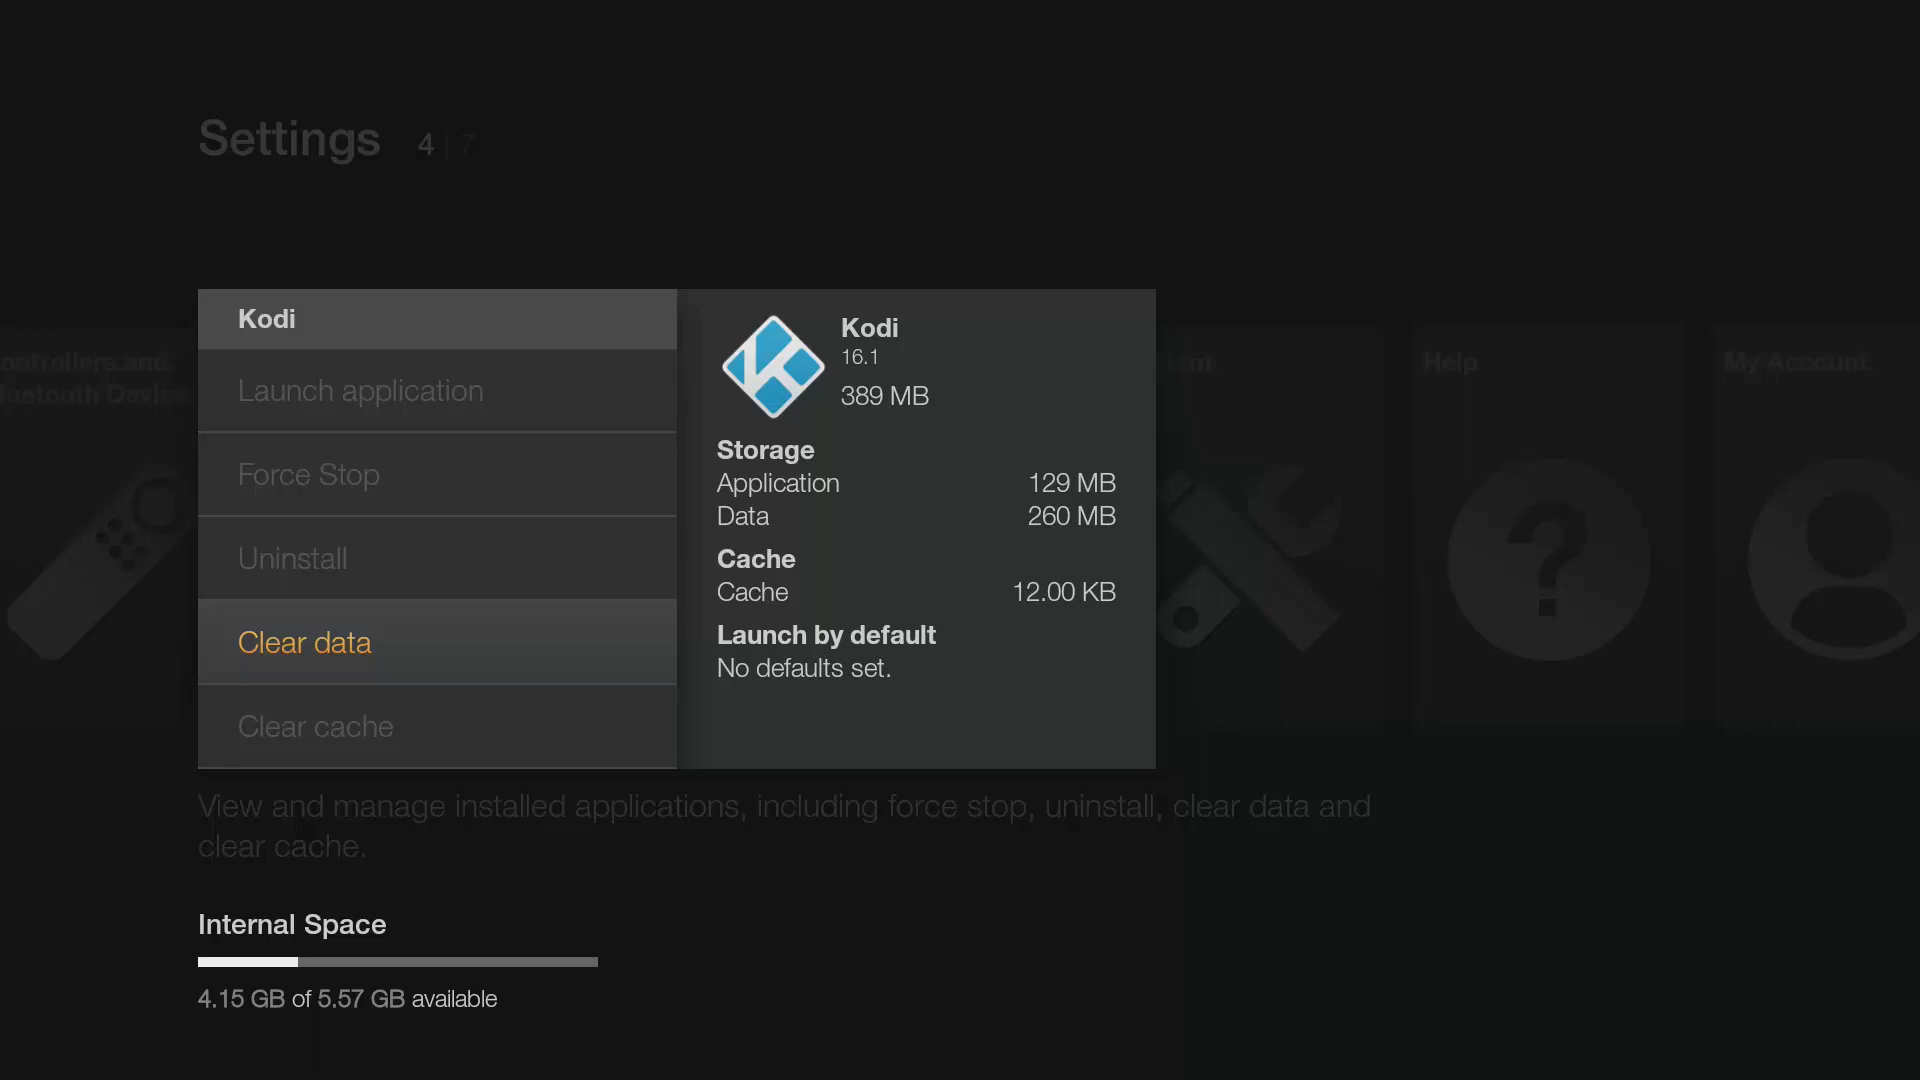 Settings 4 | 7
Kodi
Launch application
Force Stop
Uninstall
Clear data
Clear cache
Kodi
16.1
389 MB
Storage
Application 129 MB
Data 260 MB
Cache
Cache 12.00 KB
Launch by default
No defaults set.
Help
My Account
View and manage installed applications, including force stop, uninstall, clear data and
clear cache.
Internal Space
4.15 GB of 5.57 GB available